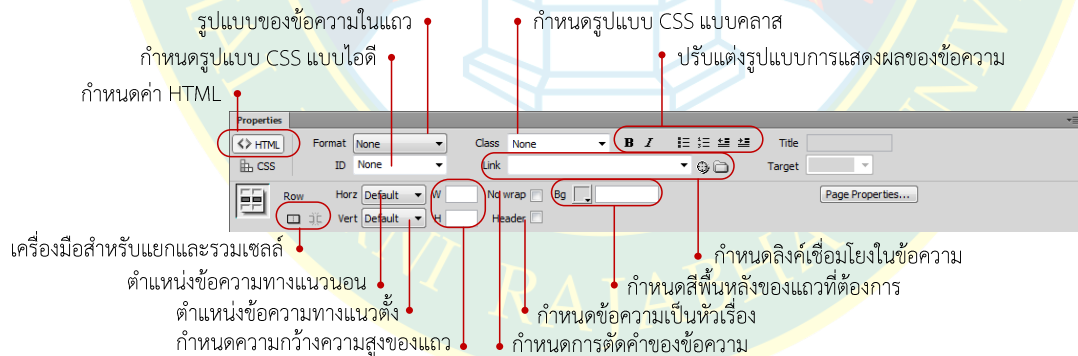 รูปแบบของข้อความในแถว
กำหนดรูปแบบ CSS แบบคลาส
กำหนดรูปแบบ CSS แบบไอดี
ปรับแต่งรูปแบบการแสดงผลของข้อความ
กำหนดค่า HTML
Properties
<> HTML Format None Class None B I Title
CSS ID None Link Target
Row Horz Default W No wrap Bg Page Properties...
Vert Default H Header
เครื่องมือสำหรับแยกและรวมเซลล์
กำหนดลิงค์เชื่อมโยงในข้อความ
ตำแหน่งข้อความทางแนวนอน
กำหนดสีพื้นหลังของแถวที่ต้องการ
ตำแหน่งข้อความทางแนวตั้ง
กำหนดข้อความเป็นหัวเรื่อง
กำหนดความกว้างความสูงของแถว
กำหนดการตัดคำของข้อความ